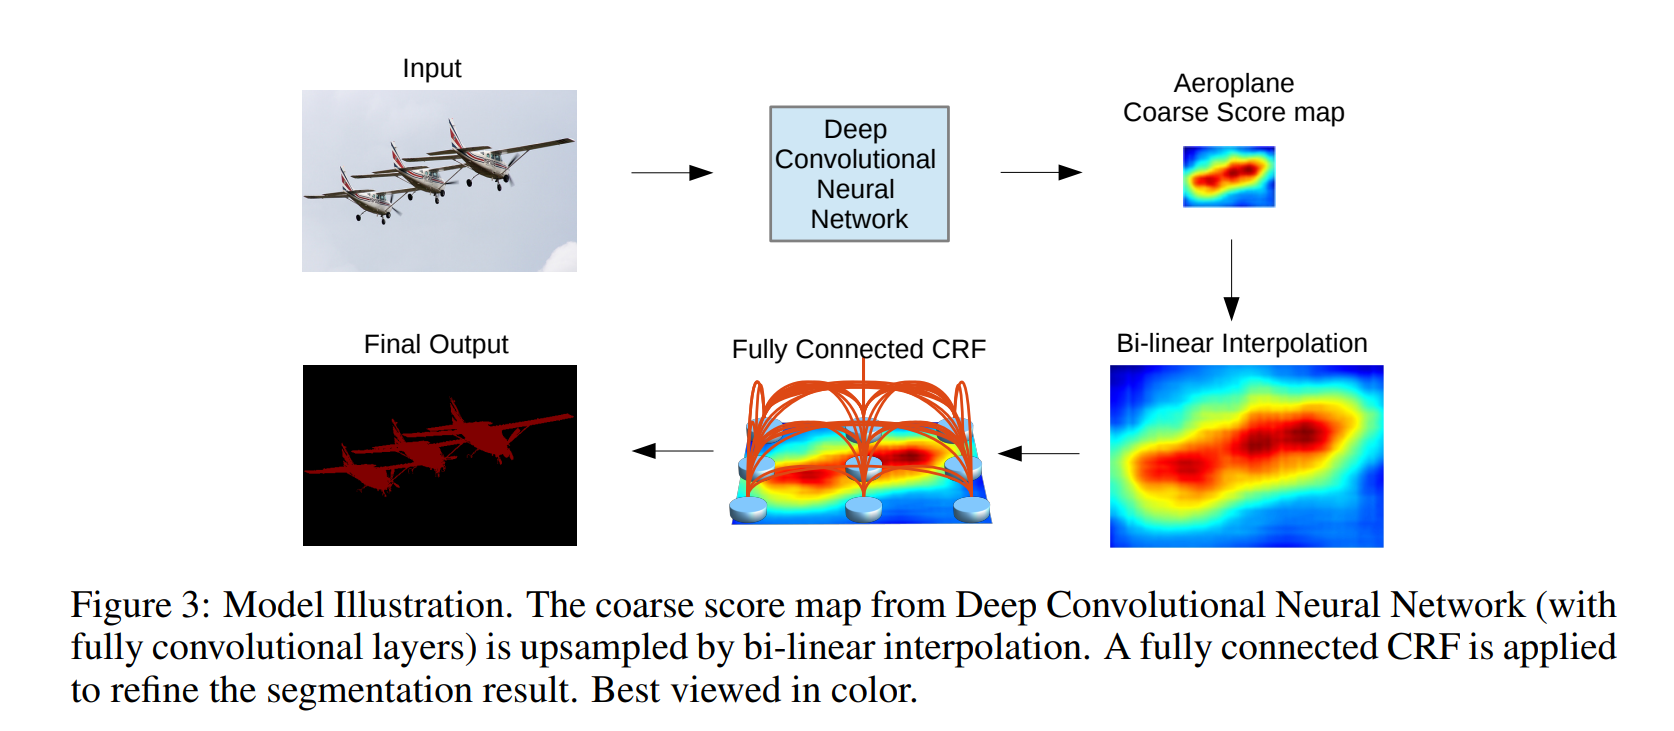 Input
Deep
Convolutional
Neural
Network
Aeroplane
Coarse Score map
Final Output
Fully Connected CRF
Bi-linear Interpolation
Figure 3: Model Illustration. The coarse score map from Deep Convolutional Neural Network (with
fully convolutional layers) is upsampled by bi-linear interpolation. A fully connected CRF is applied
to refine the segmentation result. Best viewed in color.